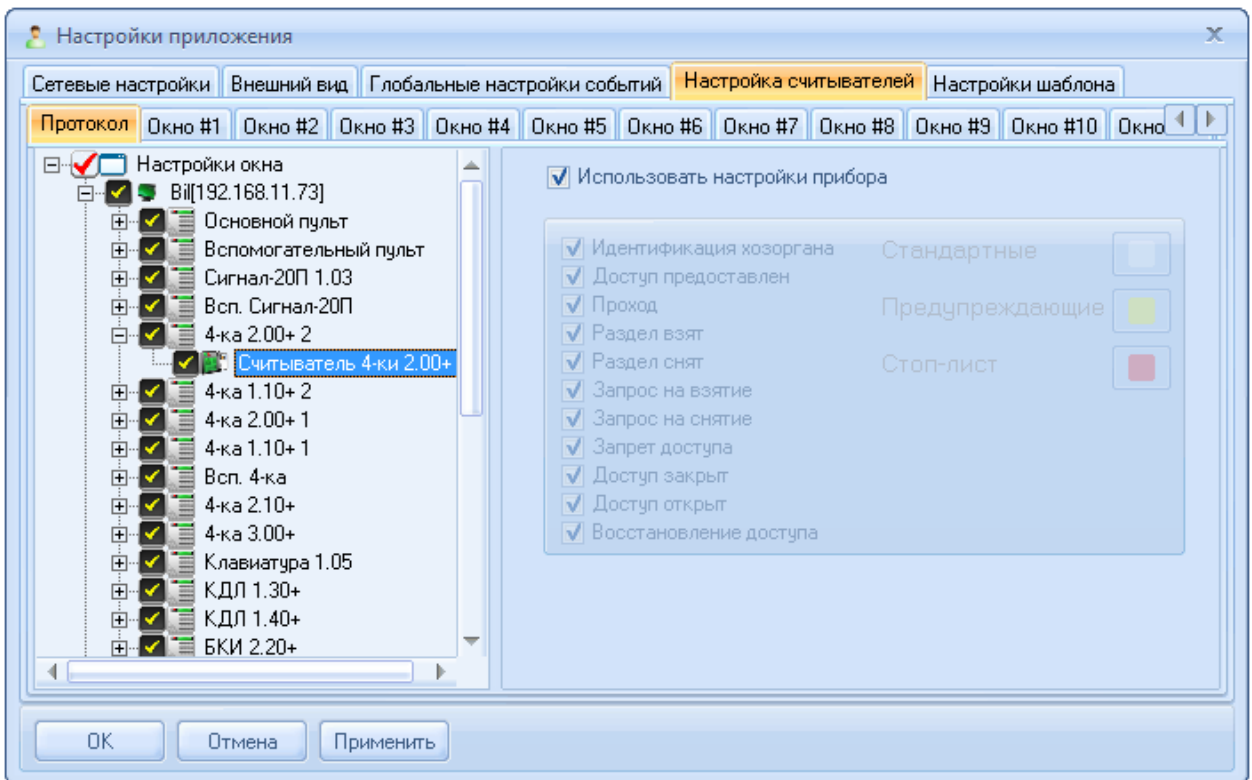 Настройки приложения
Сетевые настройки Внешний вид Глобальные настройки событий Настройка считывателей Настройки шаблона
Протокол Окно #1 Окно #2 Окно #3 Окно #4 Окно #5 Окно #6 Окно #7 Окно #8 Окно #9 Окно #10 Окно
Настройки окна
Bil[192.168.11.73]
Основной пульт
Вспомогательный пульт
Сигнал-20П 1.03
Всп. Сигнал-20П
4-ка 2.00+ 2
Считыватель 4-ки 2.00+
4-ка 1.10+ 2
4-ка 2.00+ 1
4-ка 1.10+ 1
Всп. 4-ка
4-ка 2.10+
4-ка 3.00+
Клавиатура 1.05
КДЛ 1.30+
КДЛ 1.40+
БКИ 2.20+
Использовать настройки прибора
Идентификация хозоргана
Доступ предоставлен
Проход
Раздел взят
Раздел снят
Запрос на взятие
Запрос на снятие
Запрет доступа
Доступ закрыт
Доступ открыт
Восстановление доступа
Стандартные
Предупреждающие
Стоп-лист
OK Отмена Применить